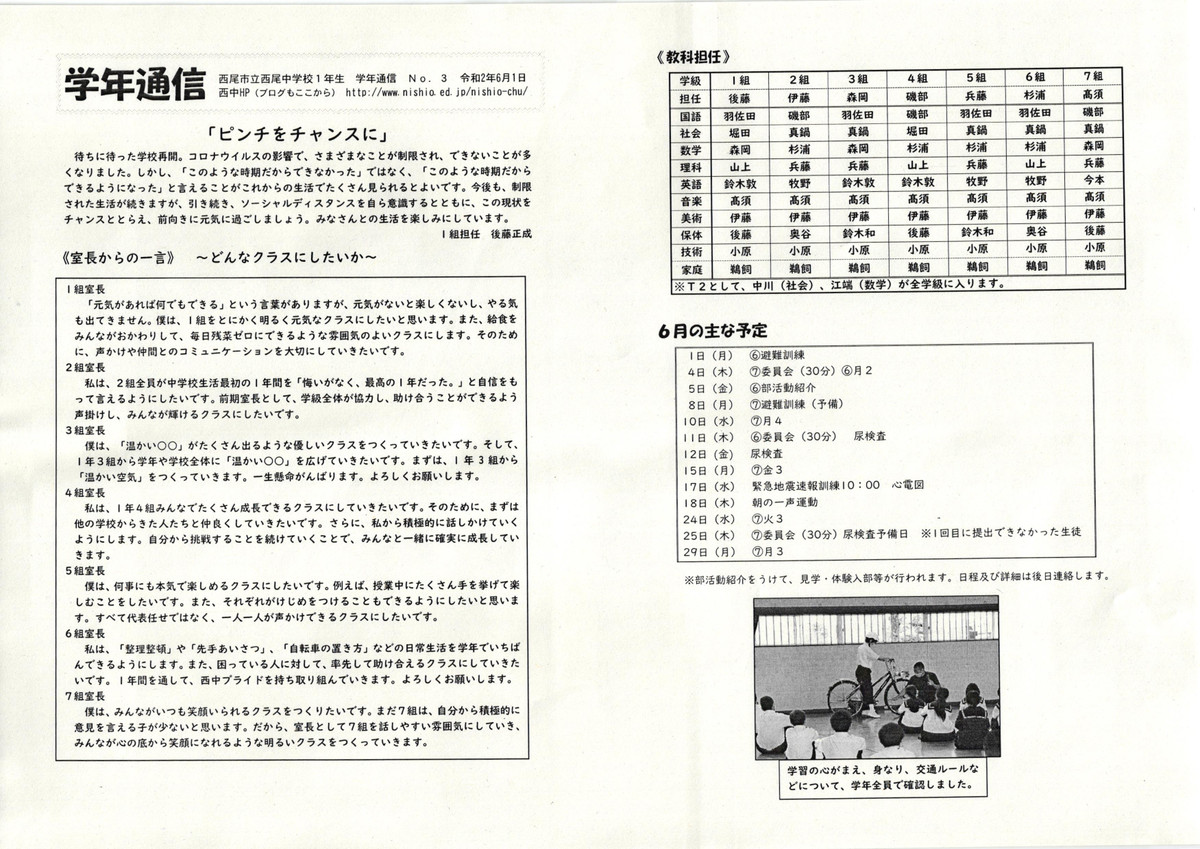 学年通信
西尾市立西尾中学校1年生 学年通信 No. 3 令和2年6月1日
西中HP（ブログもここから） http://www.nishio.ed.jp/nishio-chu/
「ピンチをチャンスに」
待ちに待った学校再開。コロナウイルスの影響で、さまざまなことが制限され、できないことが多
くなりました。しかし、「このような時期だからできなかった」ではなく、「このような時期だから
できるようになった」と言えることがこれからの生活でたくさん見られるとよいです。今後も、制限
された生活が続きますが、引き続き、ソーシャルディスタンスを自ら意識するとともに、この現状を
チャンスととらえ、前向きに元気に過ごしましょう。みなさんとの生活を楽しみにしています。
1組担任 後藤正成
《室長からの一言》 ～どんなクラスにしたいか～
1組室長
「元気があれば何でもできる」という言葉がありますが、元気がないと楽しくないし、やる気
も出てきません。僕は、1組をとにかく明るく元気なクラスにしたいと思います。また、給食を
みんながおかわりして、毎日残菜ゼロにできるような雰囲気のよいクラスにします。そのため
に、声かけや仲間とのコミュニケーションを大切にしていきたいです。
2組室長
私は、2組全員が中学校生活最初の1年間を「悔いがなく、最高の1年だった。」と自信をも
って言えるようにしたいです。前期室長として、学級全体が協力し、助け合うことができるよう
声掛けし、みんなが輝けるクラスにしたいです。
3組室長
僕は、「温かい○○」がたくさん出るような優しいクラスをつくっていきたいです。そして、
1年3組から学年や学校全体に「温かい○○」を広げていきたいです。まずは、1年3組から
「温かい空気」をつくっていきます。一生懸命がんばります。よろしくお願いします。
4組室長
私は、1年4組みんなでたくさん成長できるクラスにしていきたいです。そのために、まずは
他の学校からきた人たちと仲良くしていきたいです。さらに、私から積極的に話しかけていく
ようにします。自分から挑戦することを続けていくことで、みんなと一緒に確実に成長してい
きます。
5組室長
僕は、何事にも本気で楽しめるクラスにしたいです。例えば、授業中にたくさん手を挙げて楽
しむことをしたいです。また、それぞれがけじめをつけることもできるようにしたいと思いま
す。すべて代表任せではなく、一人一人が声かけできるクラスにしたいです。
6組室長
私は、「整理整頓」や「先手あいさつ」、「自転車の置き方」などの日常生活を学年でいちば
んできるようにします。また、困っている人に対して、率先して助け合えるクラスにしていきた
いです。1年間を通して、西中プライドを持ち取り組んでいきます。よろしくお願いします。
7組室長
僕は、みんながいつも笑顔いられるクラスをつくりたいです。まだ7組は、自分から積極的に
意見を言える子が少ないと思います。だから、室長として7組を話しやすい雰囲気にしていき、
みんなが心の底から笑顔になれるような明るいクラスをつくっていきます。
《教科担任》
学級 1組 2組 3組 4組 5組 6組 7組
担任 後藤 伊藤 森岡 磯部 兵藤 杉浦 髙須
国語 羽佐田 磯部 羽佐田 磯部 羽佐田 羽佐田 磯部
社会 堀田 真鍋 真鍋 堀田 真鍋 真鍋 真鍋
数学 森岡 杉浦 森岡 杉浦 杉浦 杉浦 森岡
理科 山上 兵藤 兵藤 山上 兵藤 山上 兵藤
英語 鈴木敦 牧野 鈴木敦 鈴木敦 牧野 牧野 今本
音楽 髙須 髙須 髙須 髙須 髙須 髙須 髙須
美術 伊藤 伊藤 伊藤 伊藤 伊藤 伊藤 伊藤
保体 後藤 奥谷 鈴木和 後藤 鈴木和 奥谷 後藤
技術 小原 小原 小原 小原 小原 小原 小原
家庭 鵜飼 鵜飼 鵜飼 鵜飼 鵜飼 鵜飼 鵜飼
※T2として、中川（社会）、江端（数学）が全学級に入ります。
6月の主な予定
1日（月） ⑥避難訓練
4日（木） ⑦委員会（30分）⑥月2
5日（金） ⑥部活動紹介
8日（月） ⑦避難訓練（予備）
10日（水） ⑦月4
11日（木） ⑥委員会（30分） 尿検査
12日（金） 尿検査
15日（月） ⑦金3
17日（水） 緊急地震速報訓練10：00 心電図
18日（木） 朝の一声運動
24日（水） ⑦火3
25日（木） ⑦委員会（30分）尿検査予備日 ※1回目に提出できなかった生徒
29日（月） ⑦月3
※部活動紹介をうけて、見学・体験入部等が行われます。日程及び詳細は後日連絡します。
学習の心がまえ、身なり、交通ルールな
どについて、学年全員で確認しました。